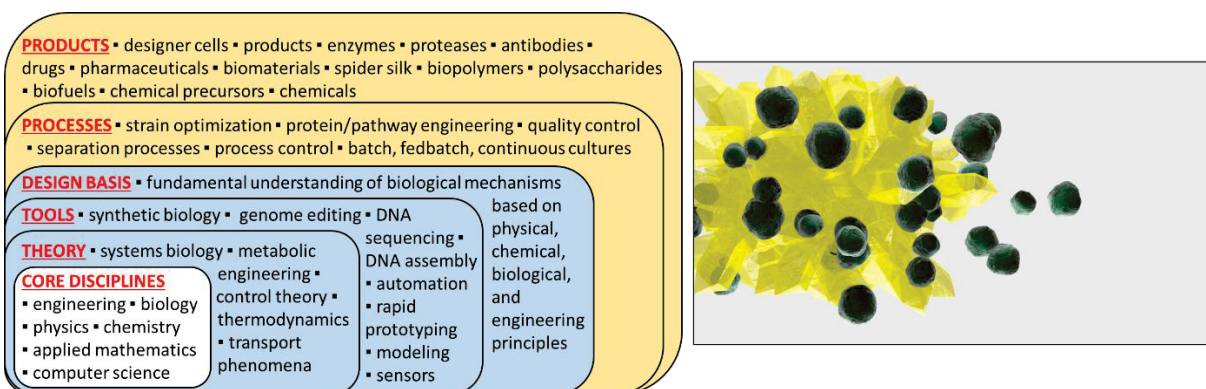 PRODUCTS ▪ designer cells ▪ products ▪ enzymes ▪ proteases ▪ antibodies ▪
drugs ▪ pharmaceuticals ▪ biomaterials ▪ spider silk ▪ biopolymers ▪ polysaccharides
▪ biofuels ▪ chemical precursors ▪ chemicals
PROCESSES ▪ strain optimization ▪ protein/pathway engineering ▪ quality control
▪ separation processes ▪ process control ▪ batch, fedbatch, continuous cultures
DESIGN BASIS ▪ fundamental understanding of biological mechanisms
based on
physical,
chemical,
biological,
and
engineering
principles
TOOLS ▪ synthetic biology ▪ genome editing ▪ DNA
sequencing ▪
DNA assembly
▪ automation
▪ rapid
prototyping
▪ modeling
▪ sensors
THEORY ▪ systems biology ▪ metabolic
engineering ▪
control theory ▪
thermodynamics
▪ transport
phenomena
CORE DISCIPLINES
▪ engineering ▪ biology
▪ physics ▪ chemistry
▪ applied mathematics
▪ computer science